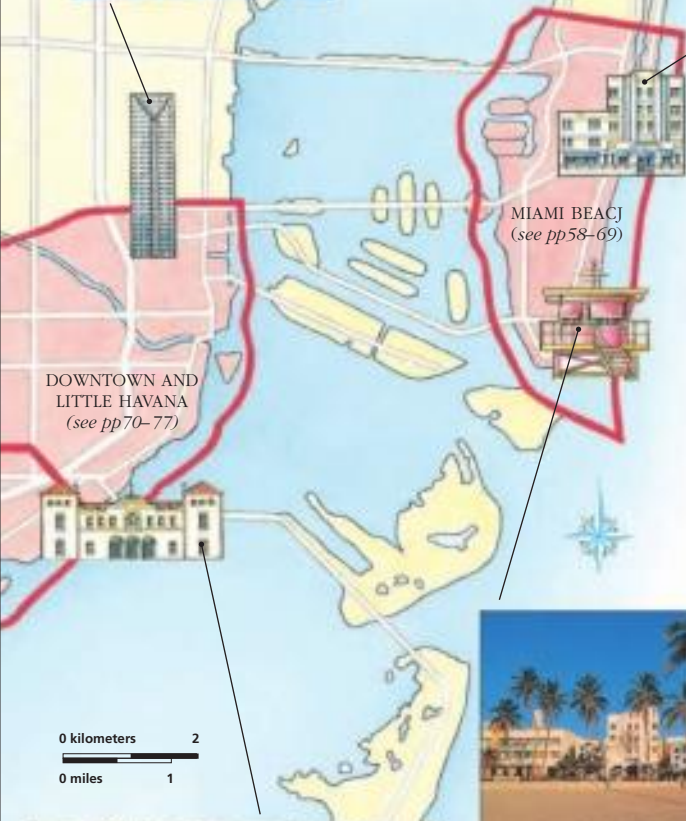 MIAMI BEACJ
(see pp58–69)
DOWNTOWN AND
LITTLE HAVANA
(see pp70–77)
0 kilometers 2
0 miles 1